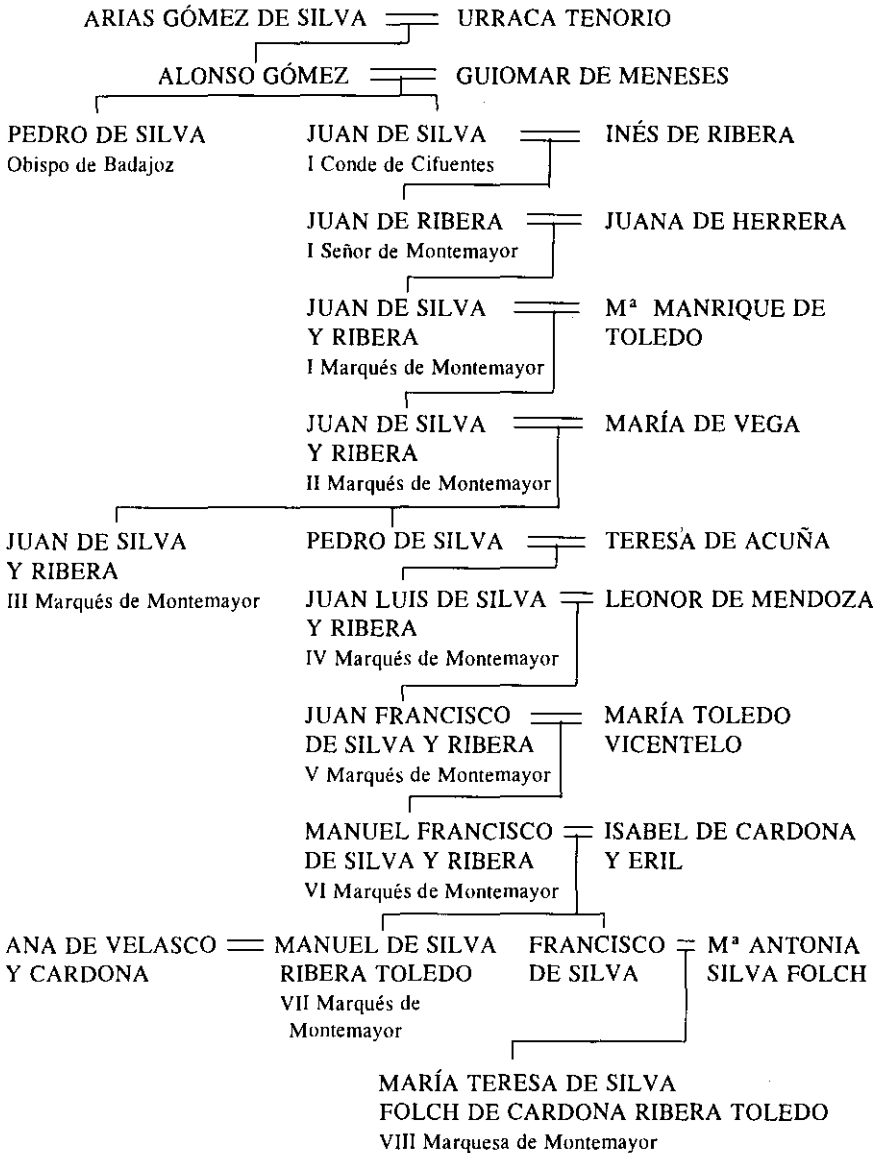 ARIAS GÓMEZ DE SILVA URRACA TENORIO
ALONSO GÓMEZ GUIOMAR DE MENESES
PEDRO DE SILVA JUAN DE SILVA INÉS DE RIBERA
Obispo de Badajoz I Conde de Cifuentes
JUAN DE RIBERA JUANA DE HERRERA
I Señor de Montemayor
JUAN DE SILVA Mª MANRIQUE DE
Y RIBERA TOLEDO
I Marqués de Montemayor
JUAN DE SILVA MARÍA DE VEGA
Y RIBERA
II Marqués de Montemayor
JUAN DE SILVA PEDRO DE SILVA TERESA DE ACUÑA
Y RIBERA
III Marqués de Montemayor JUAN LUIS DE SILVA LEONOR DE MENDOZA
Y RIBERA
IV Marqués de Montemayor
JUAN FRANCISCO MARÍA TOLEDO
DE SILVA Y RIBERA VICENTELO
V Marqués de Montemayor
MANUEL FRANCISCO ISABEL DE CARDONA
DE SILVA Y RIBERA Y ERIL
VI Marqués de Montemayor
ANA DE VELASCO MANUEL DE SILVA FRANCISCO Mª ANTONIA
Y CARDONA RIBERA TOLEDO DE SILVA SILVA FOLCH
VII Marqués de
Montemayor
MARÍA TERESA DE SILVA
FOLCH DE CARDONA RIBERA TOLEDO
VIII Marquesa de Montemayor